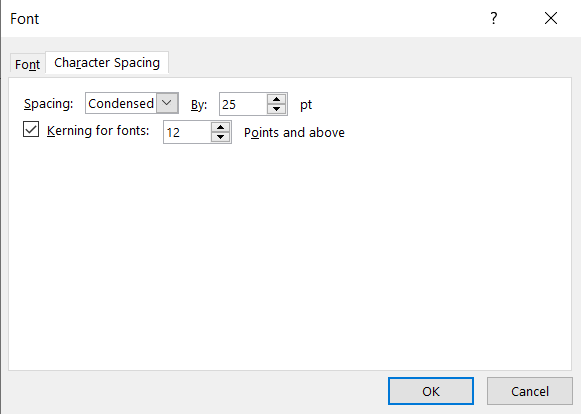 Font ?
Font Character Spacing
Spacing: Condensed By: 25 pt
Kerning for fonts: 12 Points and above
OK Cancel